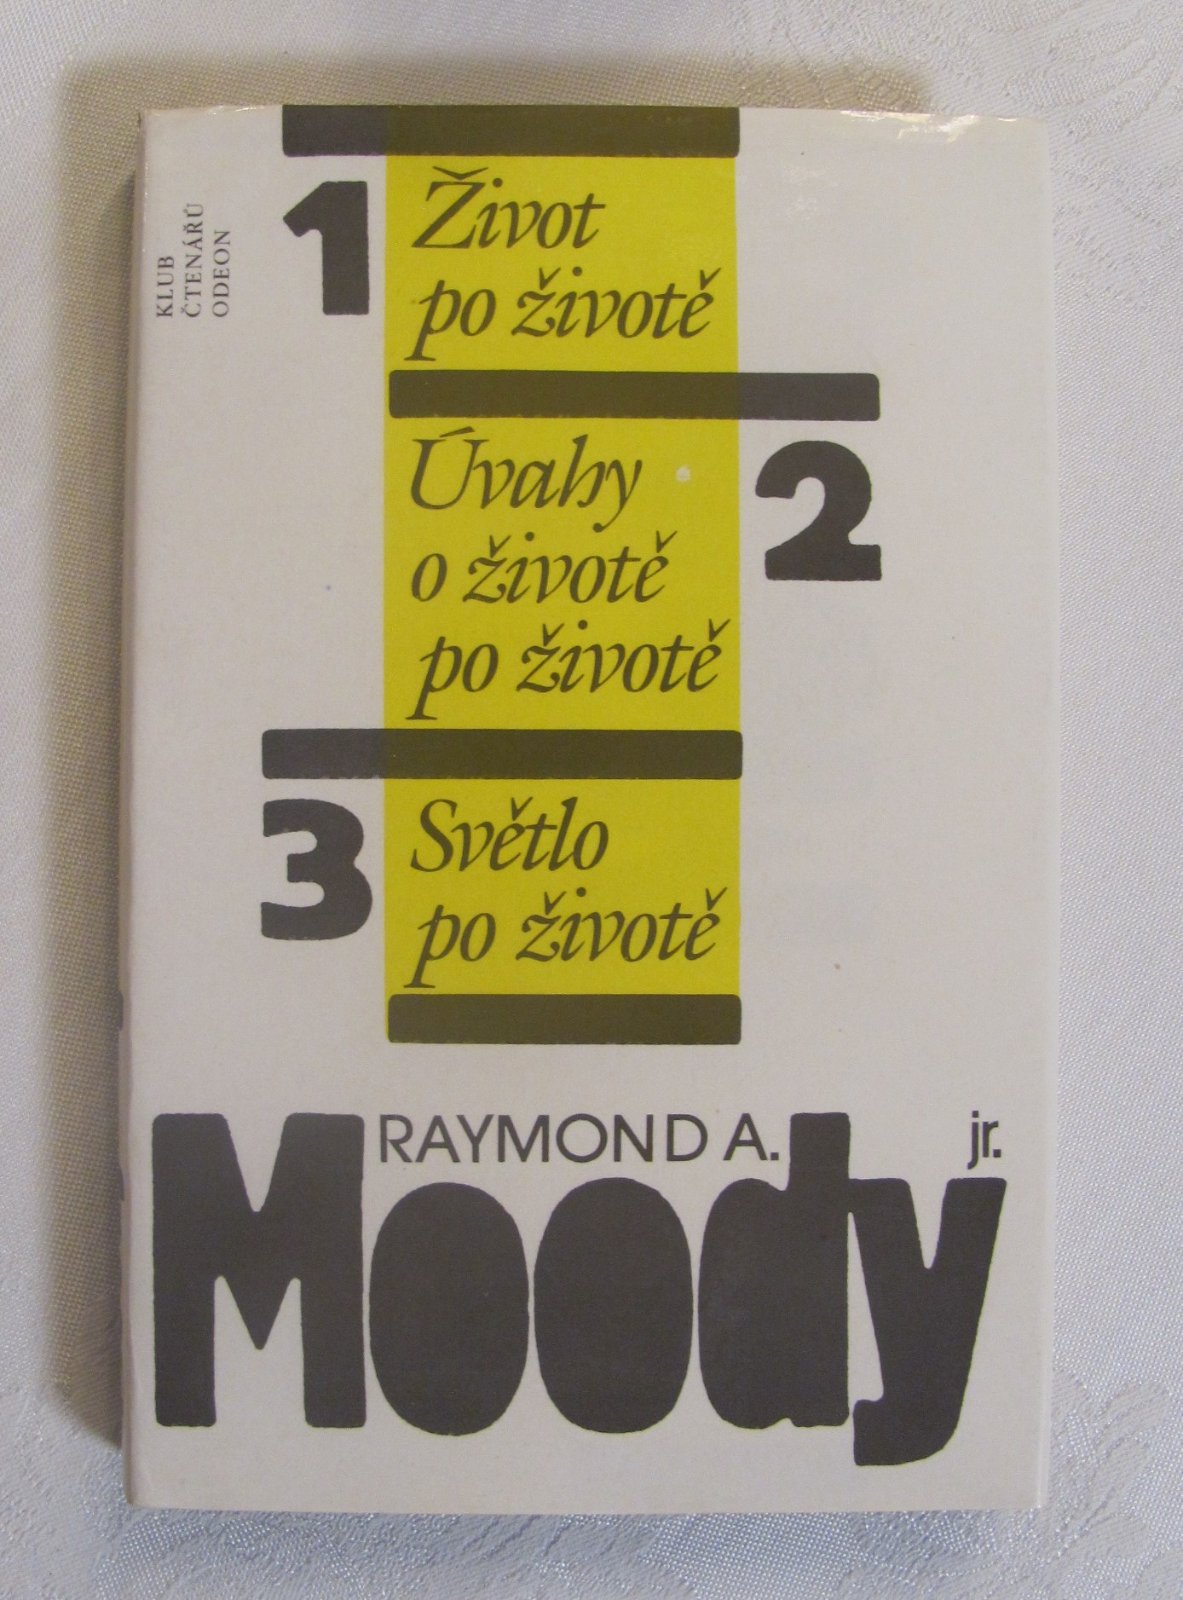 KLUB
ČTENÁŘŮ
ODEON
1
Život
po životě
2
Úvahy
o životě
po životě
3
Světlo
po životě
RAYMOND A.
Moody
jr.